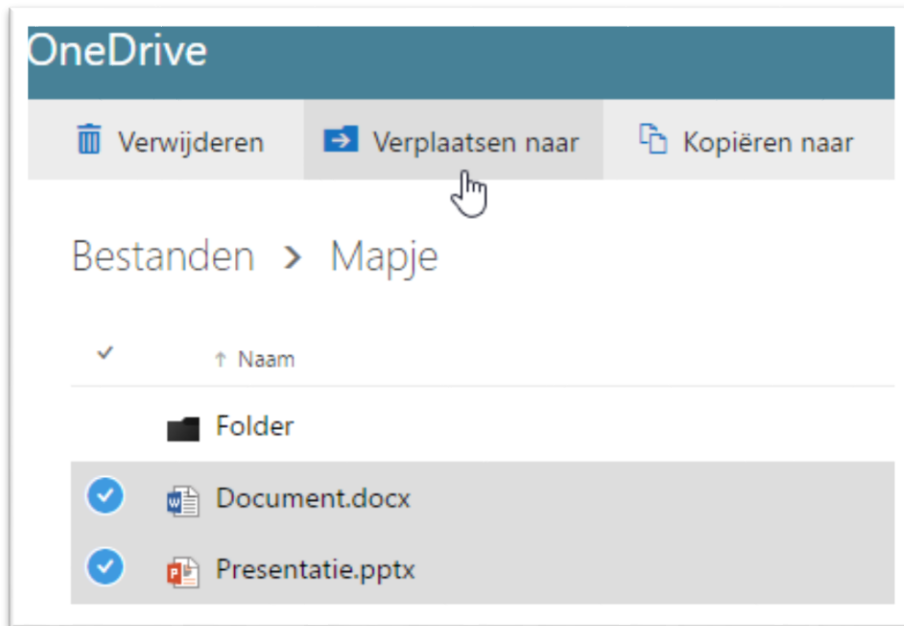 OneDrive
Verwijderen Verplaatsen naar Kopiëren naar
Bestanden > Mapje
↑ Naam
Folder
Document.docx
Presentatie.pptx